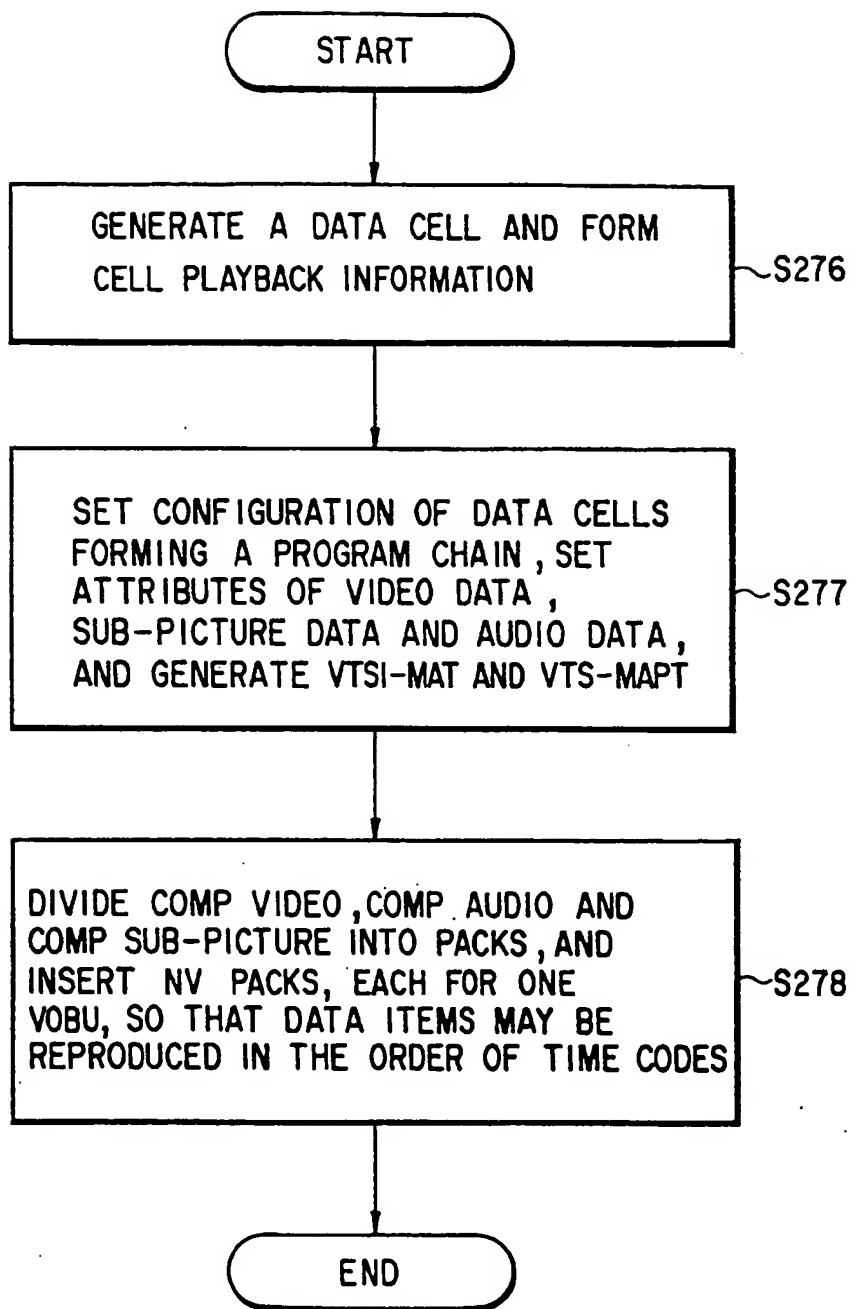 START
GENERATE A DATA CELL AND FORM
CELL PLAYBACK INFORMATION
S276
SET CONFIGURATION OF DATA CELLS
FORMING A PROGRAM CHAIN, SET
ATTRIBUTES OF VIDEO DATA,
SUB-PICTURE DATA AND AUDIO DATA,
AND GENERATE VTSI-MAT AND VTS-MAPT
S277
DIVIDE COMP VIDEO, COMP AUDIO AND
COMP SUB-PICTURE INTO PACKS, AND
INSERT NV PACKS, EACH FOR ONE
VOBU, SO THAT DATA ITEMS MAY BE
REPRODUCED IN THE ORDER OF TIME CODES
S278
END